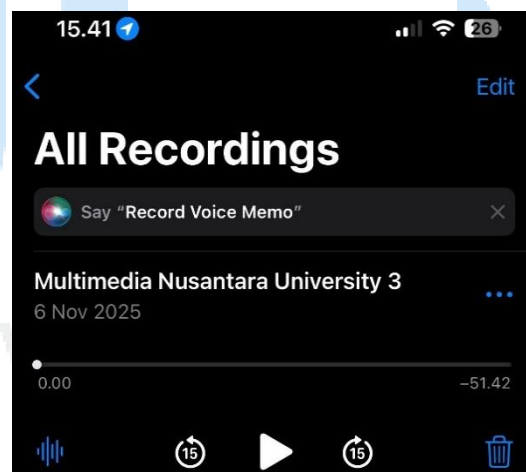 15.41 26
Edit
All Recordings
Say “Record Voice Memo”
Multimedia Nusantara University 3
6 Nov 2025
0.00 −51.42
15 15